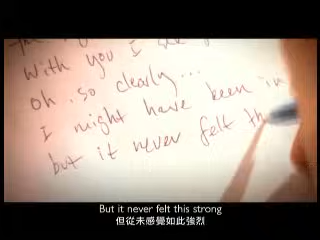 with you I
oh, so clearly...
I might have been in
but it never felt th
But it never felt this strong
但從未感覺如此強烈